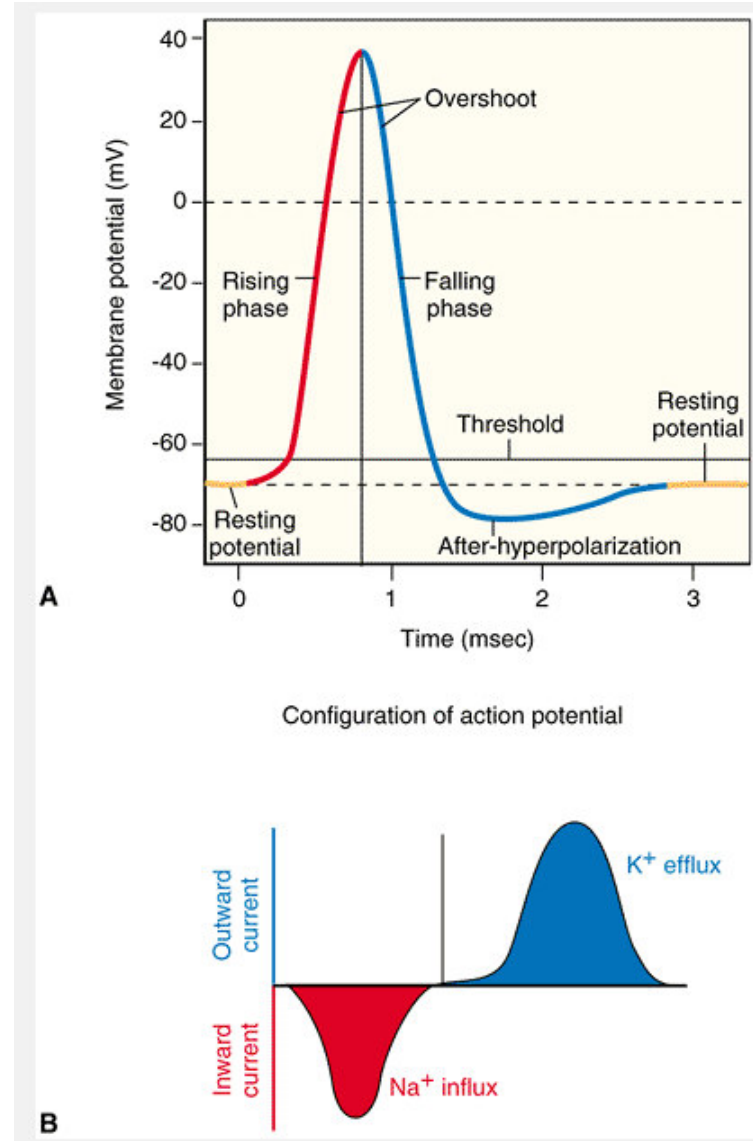 40
20
0
-20
-40
-60
-80
Membrane potential (mV)
Overshoot
Rising
phase
Falling
phase
Threshold
Resting
potential
Resting
potential
After-hyperpolarization
A
0
1
2
3
Time (msec)
Configuration of action potential
Outward
current
K+ efflux
Inward
current
Na+ influx
B